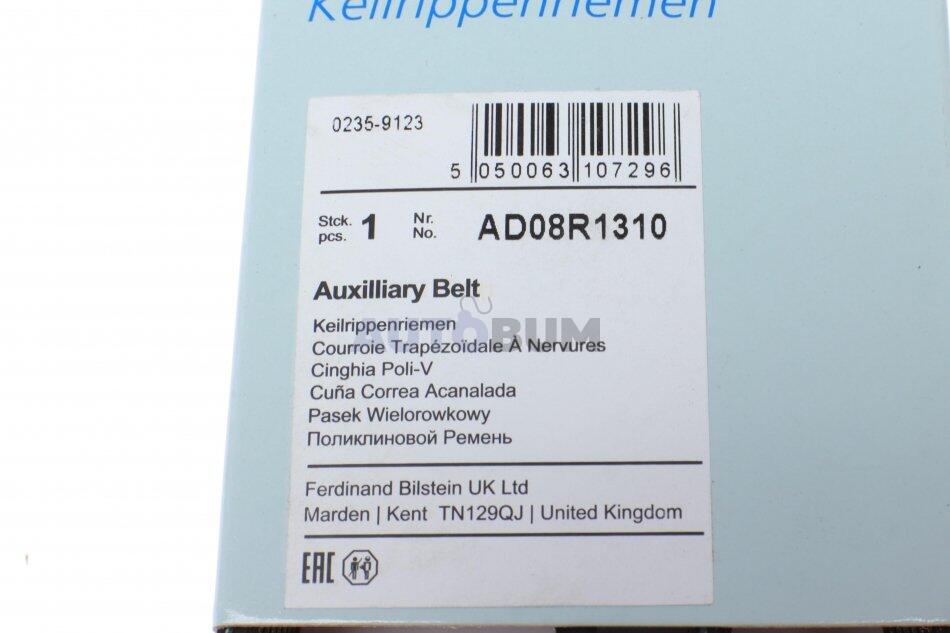 Keilrippenriemen
0235-9123
5 050063 107296
Stck. 1 Nr. AD08R1310
pcs. No.
Auxilliary Belt
AUTOBUM
Keilrippenriemen
Courroie Trapézoïdale A Nervures
Cinghia Poli-V
Cuña Correa Acanalada
Pasek Wielorowkowy
Поликлиновой Ремень
Ferdinand Bilstein UK Ltd
Marden | Kent TN129QJ | United Kingdom
EAC